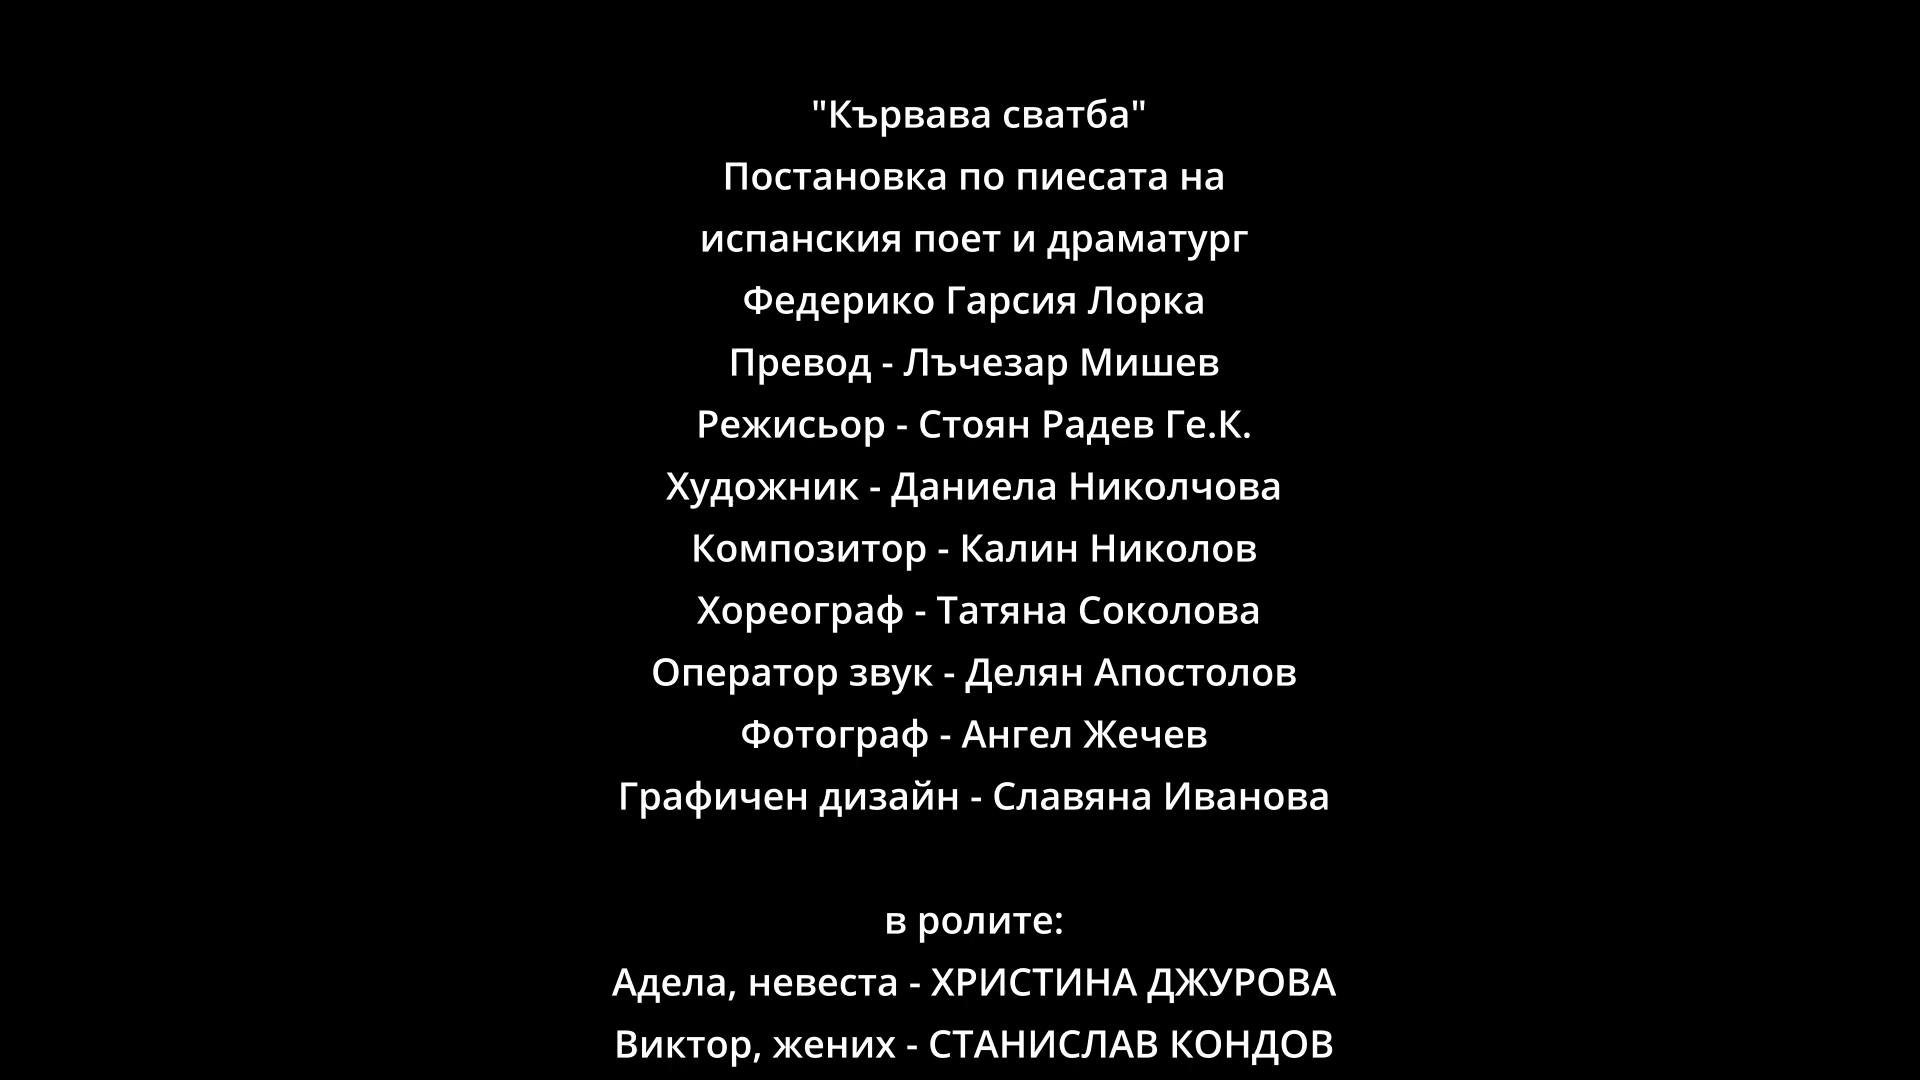 "Кървава сватба"
Постановка по пиесата на
испанския поет и драматург
Федерико Гарсия Лорка
Превод - Лъчезар Мишев
Режисьор - Стоян Радев Ге.К.
Художник - Даниела Николчова
Композитор - Калин Николов
Хореограф - Татяна Соколова
Оператор звук - Делян Апостолов
Фотограф - Ангел Жечев
Графичен дизайн - Славяна Иванова
в ролите:
Адела, невеста - ХРИСТИНА ДЖУРОВА
Виктор, жених - СТАНИСЛАВ КОНДОВ